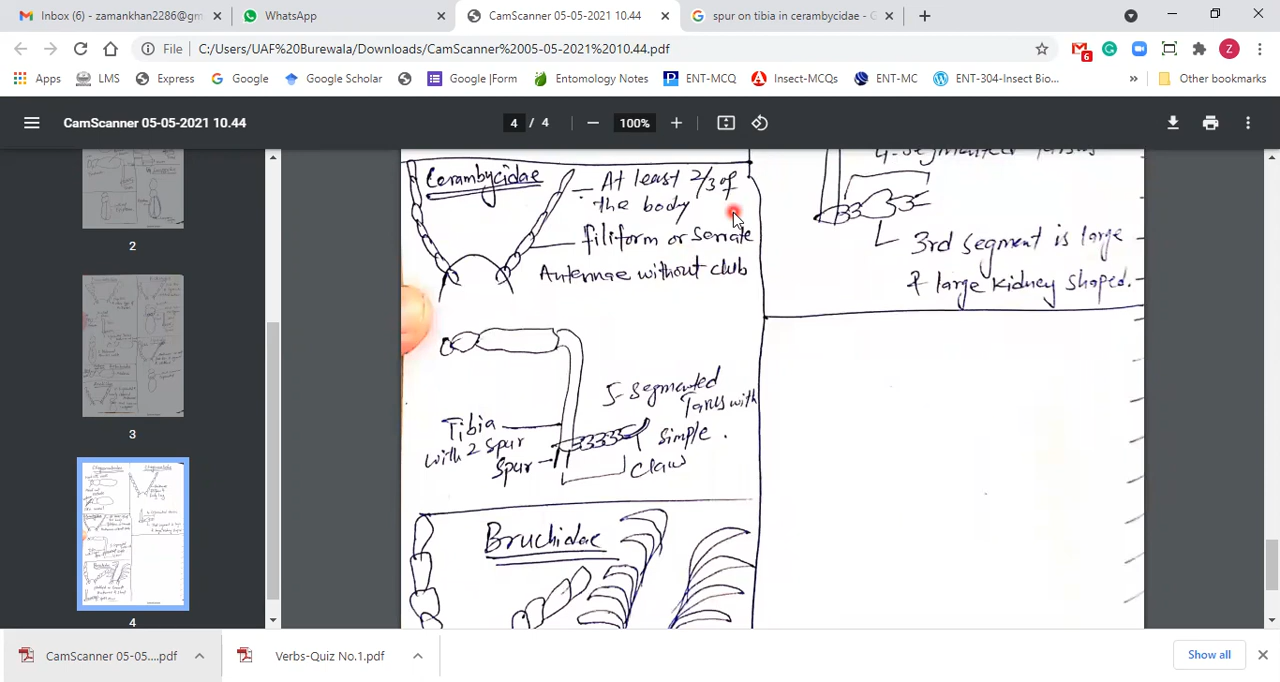 Inbox (6) - zamankhan2286@gm
WhatsApp
CamScanner 05-05-2021 10.44
spur on tibia in cerambycidae - G
File
C:/Users/UAF%20Burewala/Downloads/CamScanner%2005-05-2021%2010.44.pdf
6
Z
Apps
LMS
Express
Google
Google Scholar
Google |Form
Entomology Notes
ENT-MCQ
Insect-MCQs
ENT-MC
ENT-304-Insect Bio...
»
Other bookmarks
CamScanner 05-05-2021 10.44
4 / 4
100%
2
3
4
Cerambycidae
At least 2/3 of
the body
filiform or Serrate
Antennae without club
Tibia
with 2 Spur
Spur
5-Segmented
Tarsus with
simple.
Claw
Bruchidae
4-Segmented Tarsus
3rd segment is large
& large kidney shaped.
CamScanner 05-05....pdf
Verbs-Quiz No.1.pdf
Show all